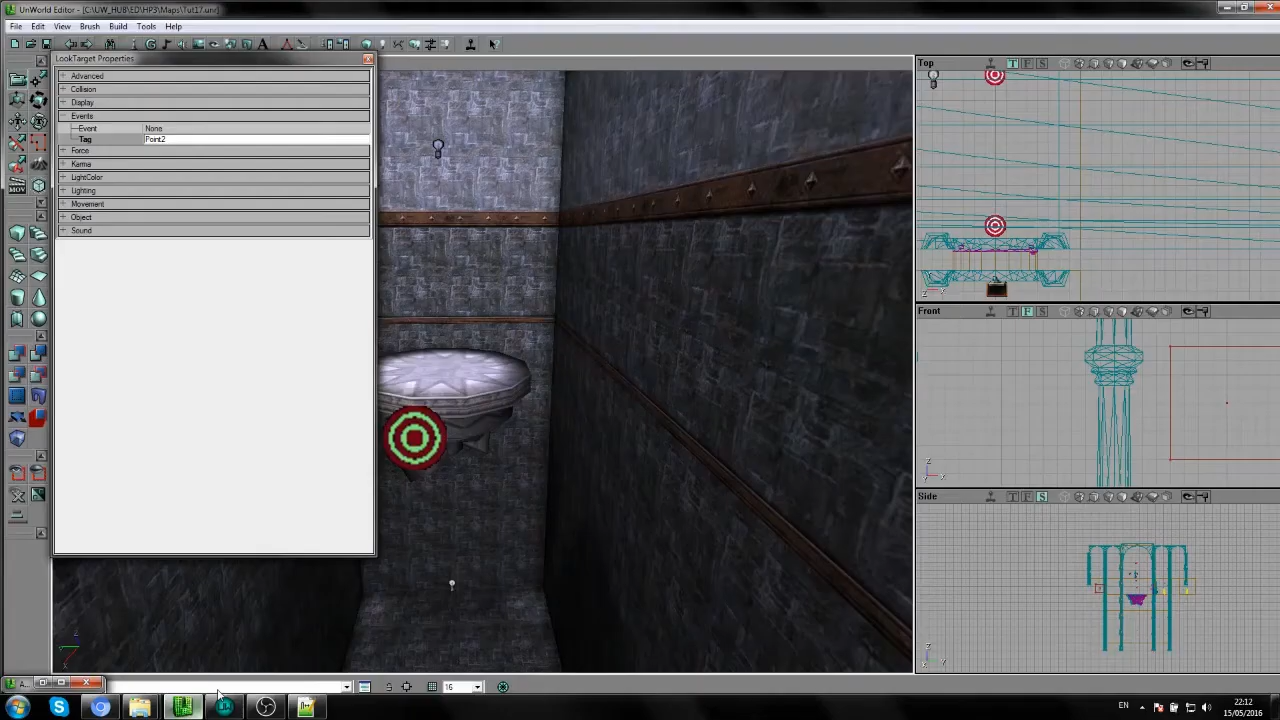 UnWorld Editor - [C:\UW_HUB\ED\HP3\Maps\Tut17.unr]
File Edit View Brush Build Tools Help
LookTarget Properties
Advanced
Collision
Display
Events
Event None
Tag Point2
Force
Karma
LightColor
Lighting
Movement
Object
Sound
MOV
Top
T F S
Front
T F S
Side
T F S
A...
16
EN 22:12
15/05/2016